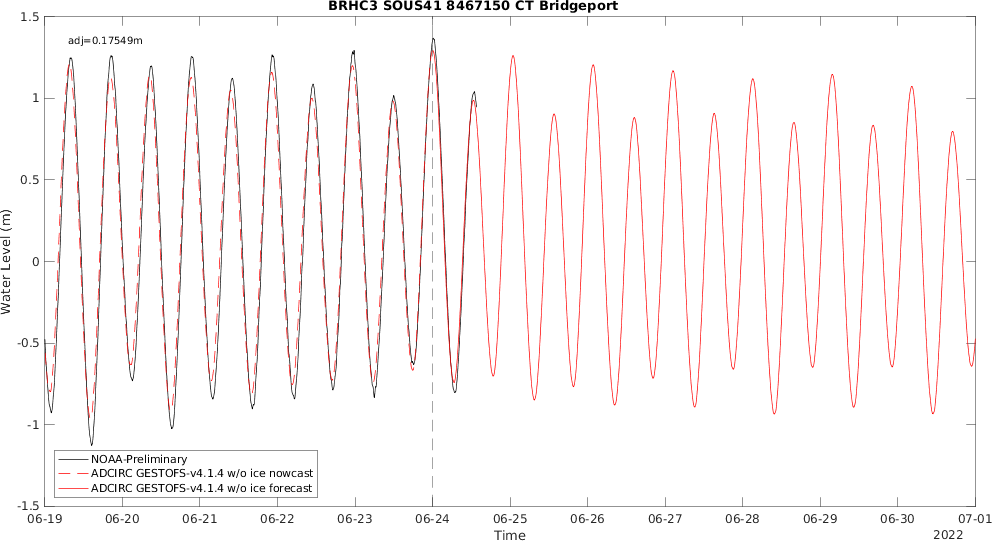 BRHC3 SOUS41 8467150 CT Bridgeport
adj=0.17549m
1.5
1
0.5
0
-0.5
-1
-1.5
Water Level (m)
NOAA-Preliminary
ADCIRC GESTOFS-v4.1.4 w/o ice nowcast
ADCIRC GESTOFS-v4.1.4 w/o ice forecast
06-19 06-20 06-21 06-22 06-23 06-24 06-25 06-26 06-27 06-28 06-29 06-30 07-01
Time
2022